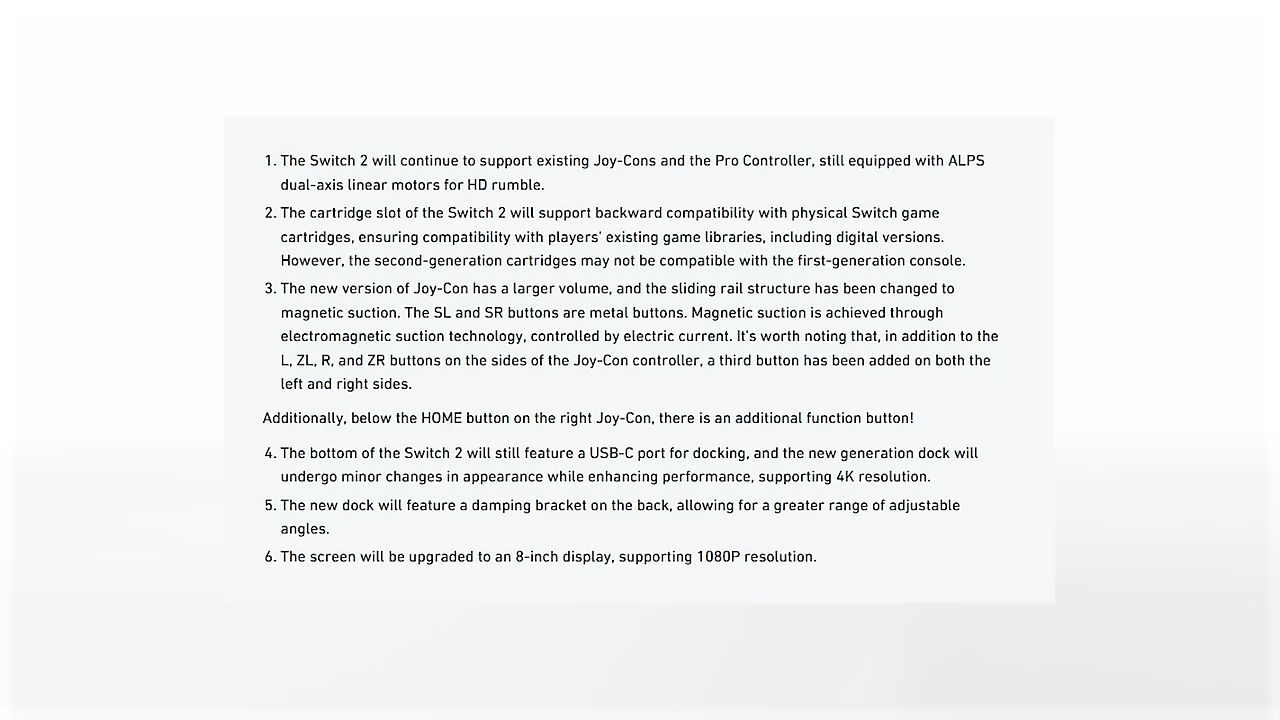 1. The Switch 2 will continue to support existing Joy-Cons and the Pro Controller, still equipped with ALPS
dual-axis linear motors for HD rumble.
2. The cartridge slot of the Switch 2 will support backward compatibility with physical Switch game
cartridges, ensuring compatibility with players' existing game libraries, including digital versions.
However, the second-generation cartridges may not be compatible with the first-generation console.
3. The new version of Joy-Con has a larger volume, and the sliding rail structure has been changed to
magnetic suction. The SL and SR buttons are metal buttons. Magnetic suction is achieved through
electromagnetic suction technology, controlled by electric current. It's worth noting that, in addition to the
L, ZL, R, and ZR buttons on the sides of the Joy-Con controller, a third button has been added on both the
left and right sides.
Additionally, below the HOME button on the right Joy-Con, there is an additional function button!
4. The bottom of the Switch 2 will still feature a USB-C port for docking, and the new generation dock will
undergo minor changes in appearance while enhancing performance, supporting 4K resolution.
5. The new dock will feature a damping bracket on the back, allowing for a greater range of adjustable
angles.
6. The screen will be upgraded to an 8-inch display, supporting 1080P resolution.